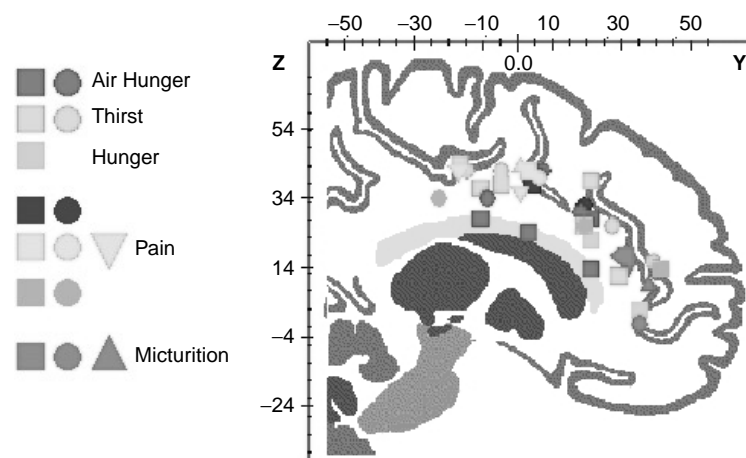 −50 −30 −10 10 30 50
Z 0.0 Y
Air Hunger
Thirst
Hunger
Pain
Micturition
54
34
14
−4
−24